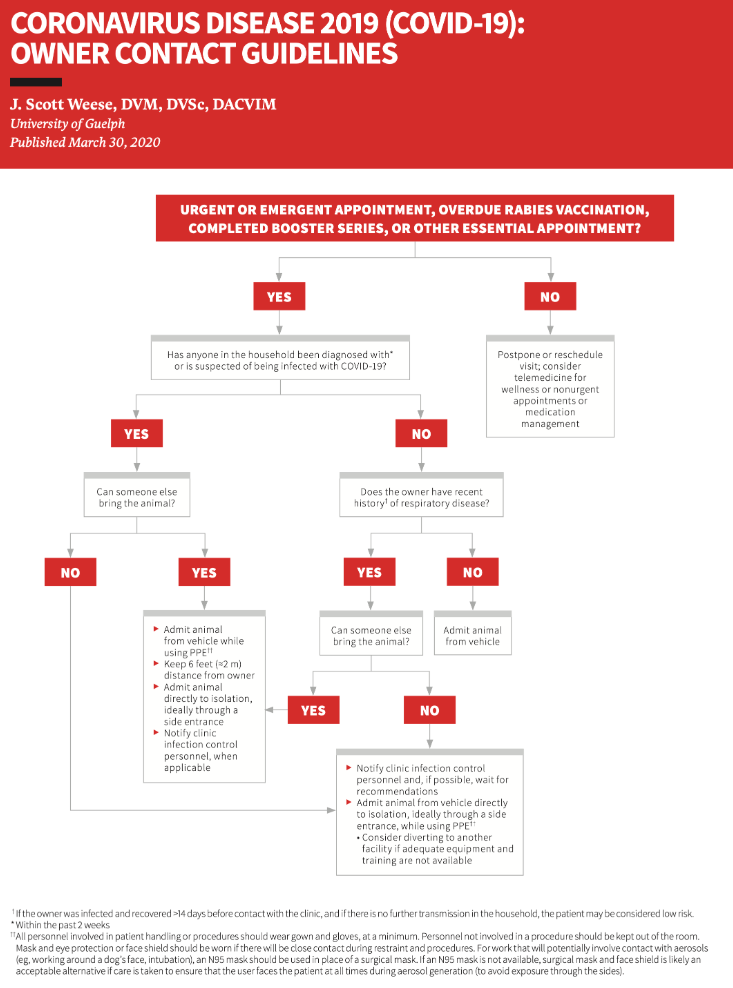 CORONAVIRUS DISEASE 2019 (COVID-19):
OWNER CONTACT GUIDELINES
J. Scott Weese, DVM, DVSc, DACVIM
University of Guelph
Published March 30, 2020
URGENT OR EMERGENT APPOINTMENT, OVERDUE RABIES VACCINATION,
COMPLETED BOOSTER SERIES, OR OTHER ESSENTIAL APPOINTMENT?
YES
NO
Has anyone in the household been diagnosed with*
or is suspected of being infected with COVID-19?
Postpone or reschedule
visit; consider
telemedicine for
wellness or nonurgent
appointments or
medication
management
YES
NO
Can someone else
bring the animal?
Does the owner have recent
history† of respiratory disease?
NO
YES
YES
NO
▶ Admit animal
from vehicle while
using PPE††
▶ Keep 6 feet (≈2 m)
distance from owner
▶ Admit animal
directly to isolation,
ideally through a
side entrance
▶ Notify clinic
infection control
personnel, when
applicable
Can someone else
bring the animal?
Admit animal
from vehicle
YES
NO
▶ Notify clinic infection control
personnel and, if possible, wait for
recommendations
▶ Admit animal from vehicle directly
to isolation, ideally through a side
entrance, while using PPE††
• Consider diverting to another
facility if adequate equipment and
training are not available
† If the owner was infected and recovered >14 days before contact with the clinic, and if there is no further transmission in the household, the patient may be considered low risk.
* Within the past 2 weeks
†† All personnel involved in patient handling or procedures should wear gown and gloves, at a minimum. Personnel not involved in a procedure should be kept out of the room.
Mask and eye protection or face shield should be worn if there will be close contact during restraint and procedures. For work that will potentially involve contact with aerosols
(eg, working around a dog's face, intubation), an N95 mask should be used in place of a surgical mask. If an N95 mask is not available, surgical mask and face shield is likely an
acceptable alternative if care is taken to ensure that the user faces the patient at all times during aerosol generation (to avoid exposure through the sides).